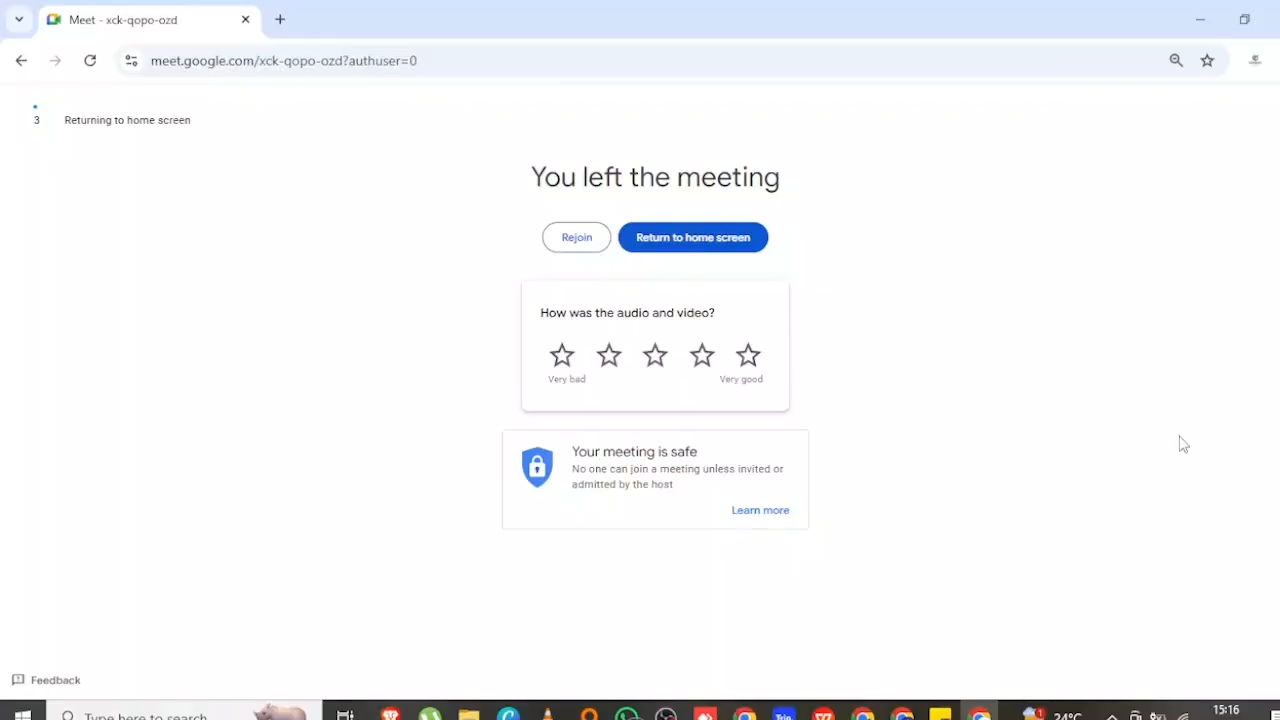 Meet - xck-qopo-ozd
meet.google.com/xck-qopo-ozd?authuser=0
3 Returning to home screen
You left the meeting
Rejoin Return to home screen
How was the audio and video?
Very bad Very good
Your meeting is safe
No one can join a meeting unless invited or
admitted by the host
Learn more
Feedback
Type here to search
1
24°C
15:16